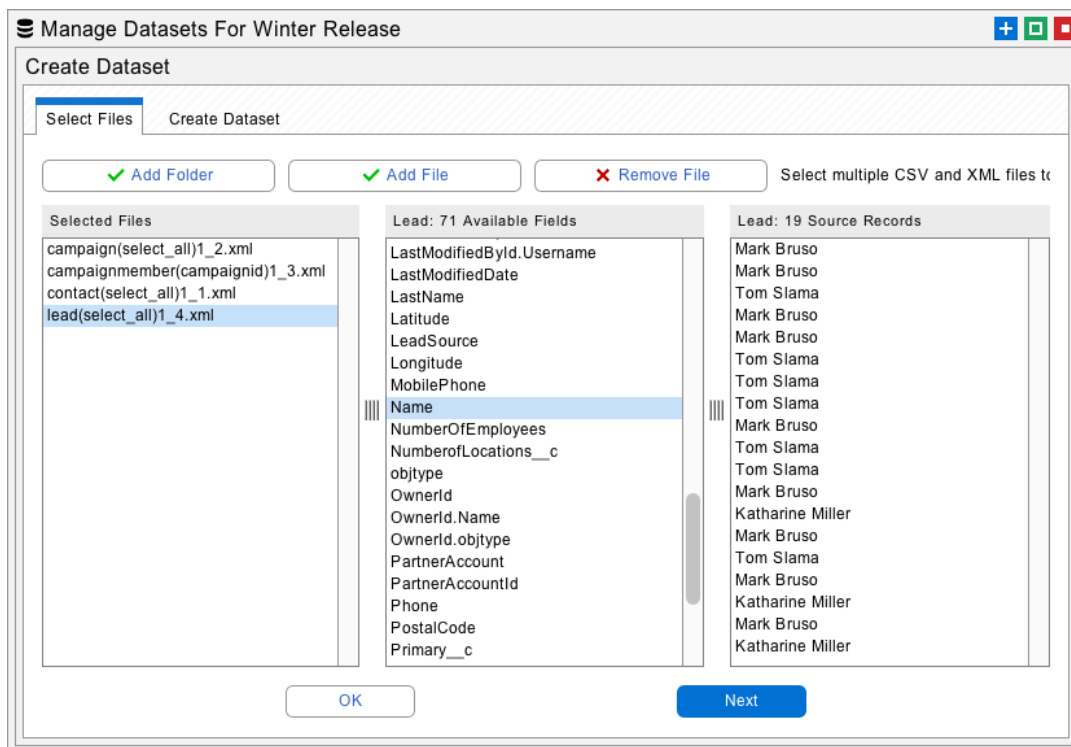 Manage Datasets For Winter Release
Create Dataset
Select Files
Create Dataset
Add Folder
Add File
Remove File
Select multiple CSV and XML files to
Selected Files
campaign(select_all)1_2.xml
campaignmember(campaignid)1_3.xml
contact(select_all)1_1.xml
lead(select_all)1_4.xml
Lead: 71 Available Fields
LastModifiedById.Username
LastModifiedDate
LastName
Latitude
LeadSource
Longitude
MobilePhone
Name
NumberOfEmployees
NumberofLocations__c
objtype
OwnerId
OwnerId.Name
OwnerId.objtype
PartnerAccount
PartnerAccountId
Phone
PostalCode
Primary__c
Lead: 19 Source Records
Mark Bruso
Mark Bruso
Tom Slama
Mark Bruso
Mark Bruso
Tom Slama
Tom Slama
Tom Slama
Mark Bruso
Tom Slama
Tom Slama
Mark Bruso
Katharine Miller
Mark Bruso
Tom Slama
Mark Bruso
Katharine Miller
Mark Bruso
Katharine Miller
OK
Next